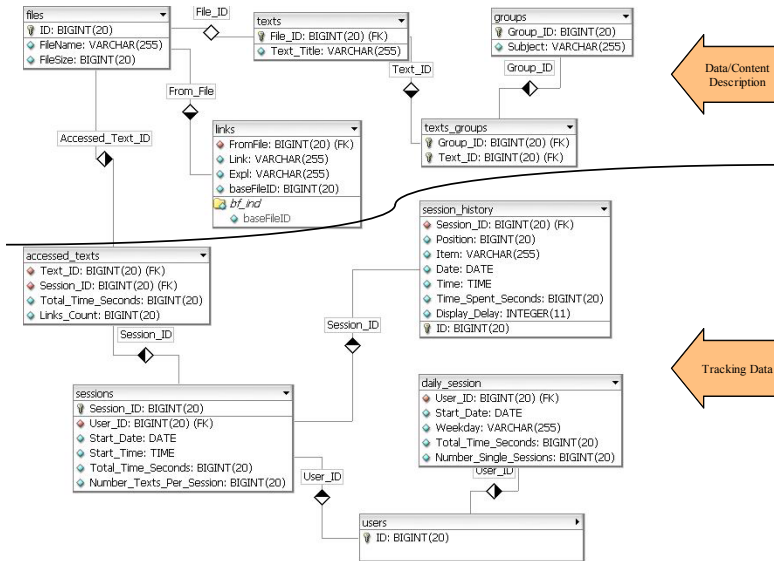 files
ID: BIGINT(20)
FileName: VARCHAR(255)
FileSize: BIGINT(20)
File_ID
texts
File_ID: BIGINT(20) (FK)
Text_Title: VARCHAR(255)
groups
Group_ID: BIGINT(20)
Subject: VARCHAR(255)
Data/Content
Description
From_File
Text_ID
Group_ID
Accessed_Text_ID
links
FromFile: BIGINT(20) (FK)
Link: VARCHAR(255)
Expl: VARCHAR(255)
baseFileID: BIGINT(20)
bf_ind
baseFileID
texts_groups
Group_ID: BIGINT(20) (FK)
Text_ID: BIGINT(20) (FK)
session_history
Session_ID: BIGINT(20) (FK)
Position: BIGINT(20)
Item: VARCHAR(255)
Date: DATE
Time: TIME
Time_Spent_Seconds: BIGINT(20)
Display_Delay: INTEGER(11)
ID: BIGINT(20)
accessed_texts
Text_ID: BIGINT(20) (FK)
Session_ID: BIGINT(20) (FK)
Total_Time_Seconds: BIGINT(20)
Links_Count: BIGINT(20)
Session_ID
Session_ID
Tracking Data
sessions
Session_ID: BIGINT(20)
User_ID: BIGINT(20) (FK)
Start_Date: DATE
Start_Time: TIME
Total_Time_Seconds: BIGINT(20)
Number_Texts_Per_Session: BIGINT(20)
daily_session
User_ID: BIGINT(20) (FK)
Start_Date: DATE
Weekday: VARCHAR(255)
Total_Time_Seconds: BIGINT(20)
Number_Single_Sessions: BIGINT(20)
User_ID
User_ID
users
ID: BIGINT(20)